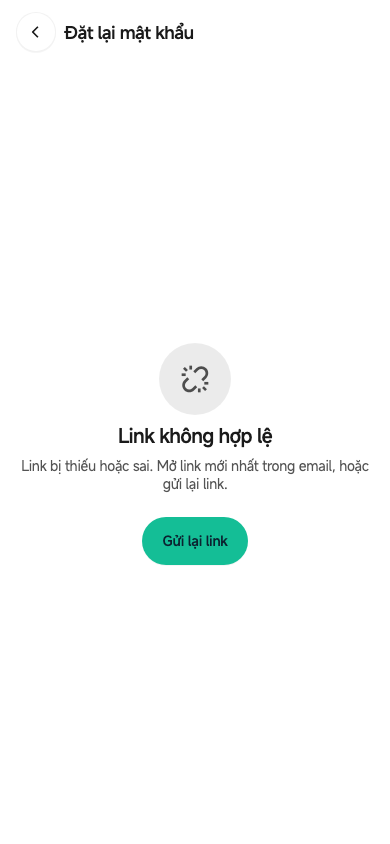 Đặt lại mật khẩu
Link không hợp lệ
Link bị thiếu hoặc sai. Mở link mới nhất trong email, hoặc
gửi lại link.
Gửi lại link